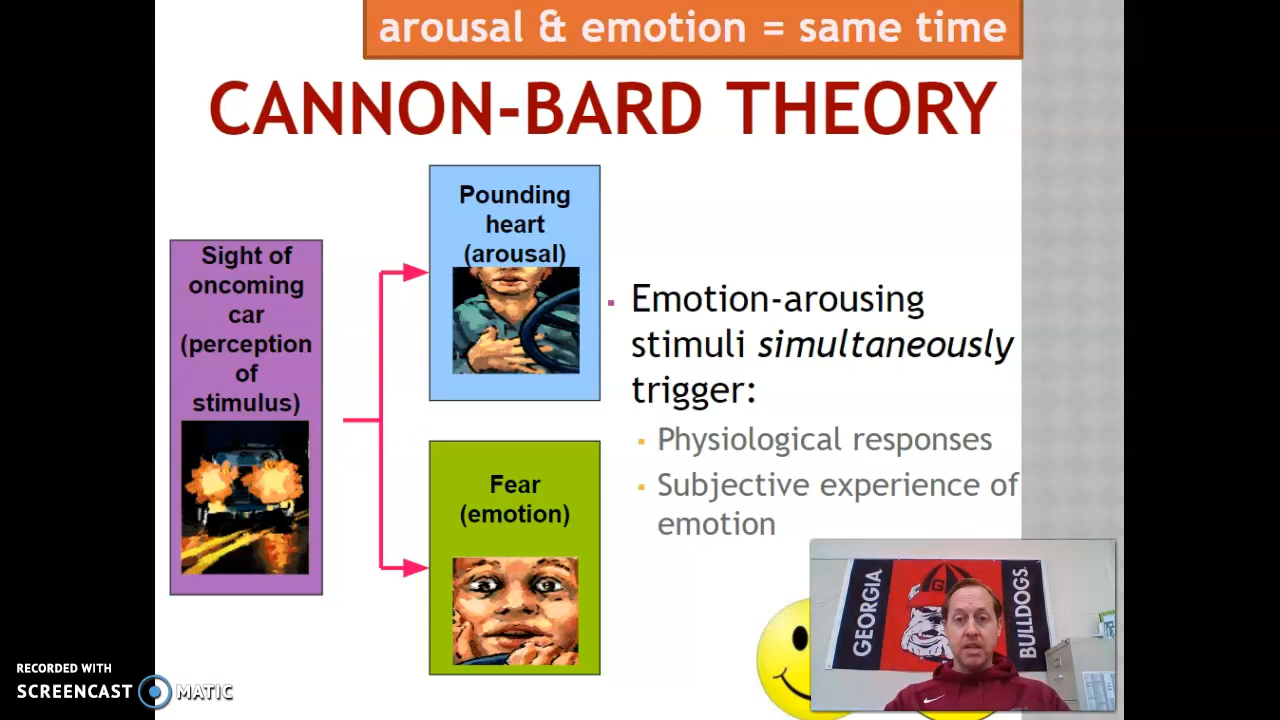 arousal & emotion = same time
CANNON-BARD THEORY
Sight of
oncoming
car
(perception
of
stimulus)
Pounding
heart
(arousal)
Fear
(emotion)
Emotion-arousing
stimuli simultaneously
trigger:
Physiological responses
Subjective experience of
emotion
GEORGIA
G
BULLDOGS
RECORDED WITH
SCREENCAST MATIC